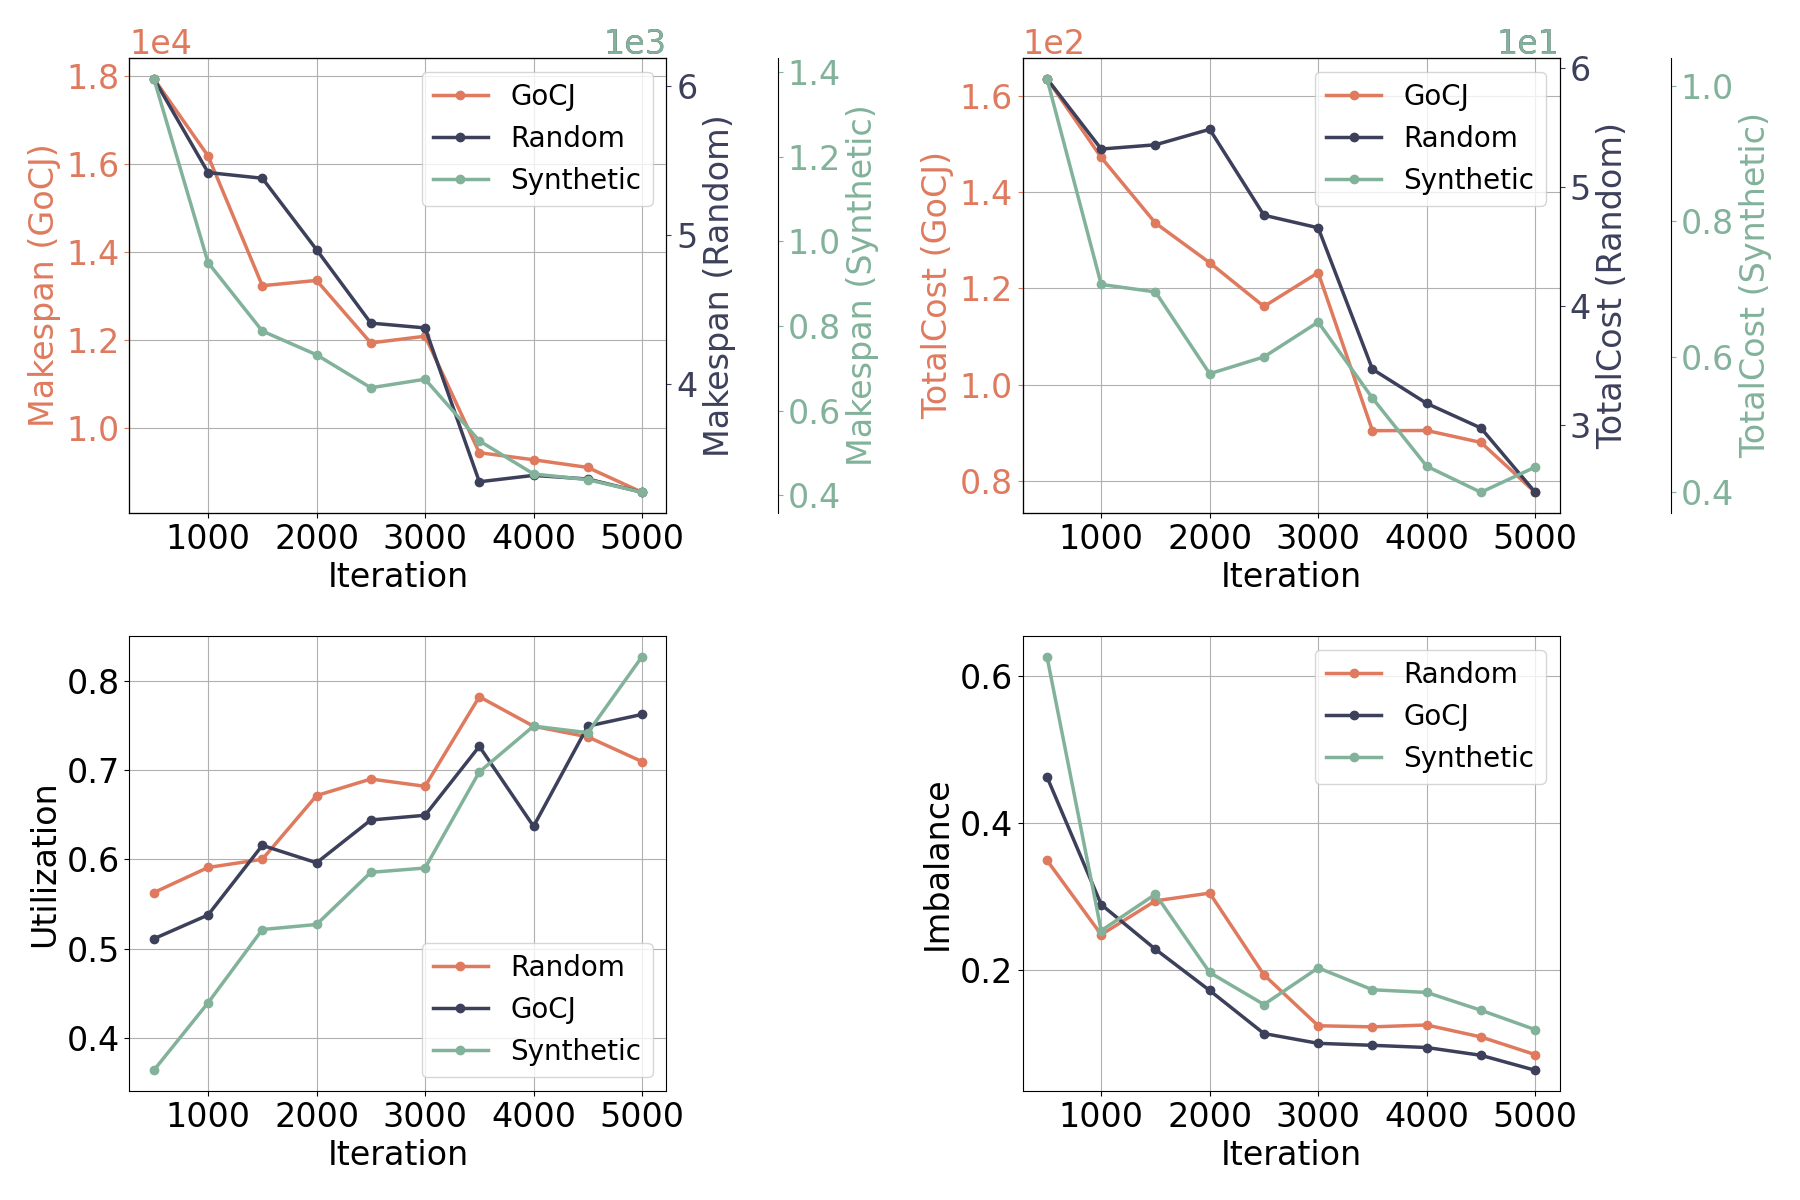 1e4
1e3
1.8
1.6
1.4
1.2
1.0
Makespan (GoCJ)
GoCJ
Random
Synthetic
6
5
4
Makespan (Random)
1.4
1.2
1.0
0.8
0.6
0.4
Makespan (Synthetic)
1000 2000 3000 4000 5000
Iteration
1e2
1e1
1.6
1.4
1.2
1.0
0.8
TotalCost (GoCJ)
GoCJ
Random
Synthetic
6
5
4
3
TotalCost (Random)
1.0
0.8
0.6
0.4
TotalCost (Synthetic)
1000 2000 3000 4000 5000
Iteration
0.8
0.7
0.6
0.5
0.4
Utilization
Random
GoCJ
Synthetic
1000 2000 3000 4000 5000
Iteration
0.6
0.4
0.2
Imbalance
Random
GoCJ
Synthetic
1000 2000 3000 4000 5000
Iteration